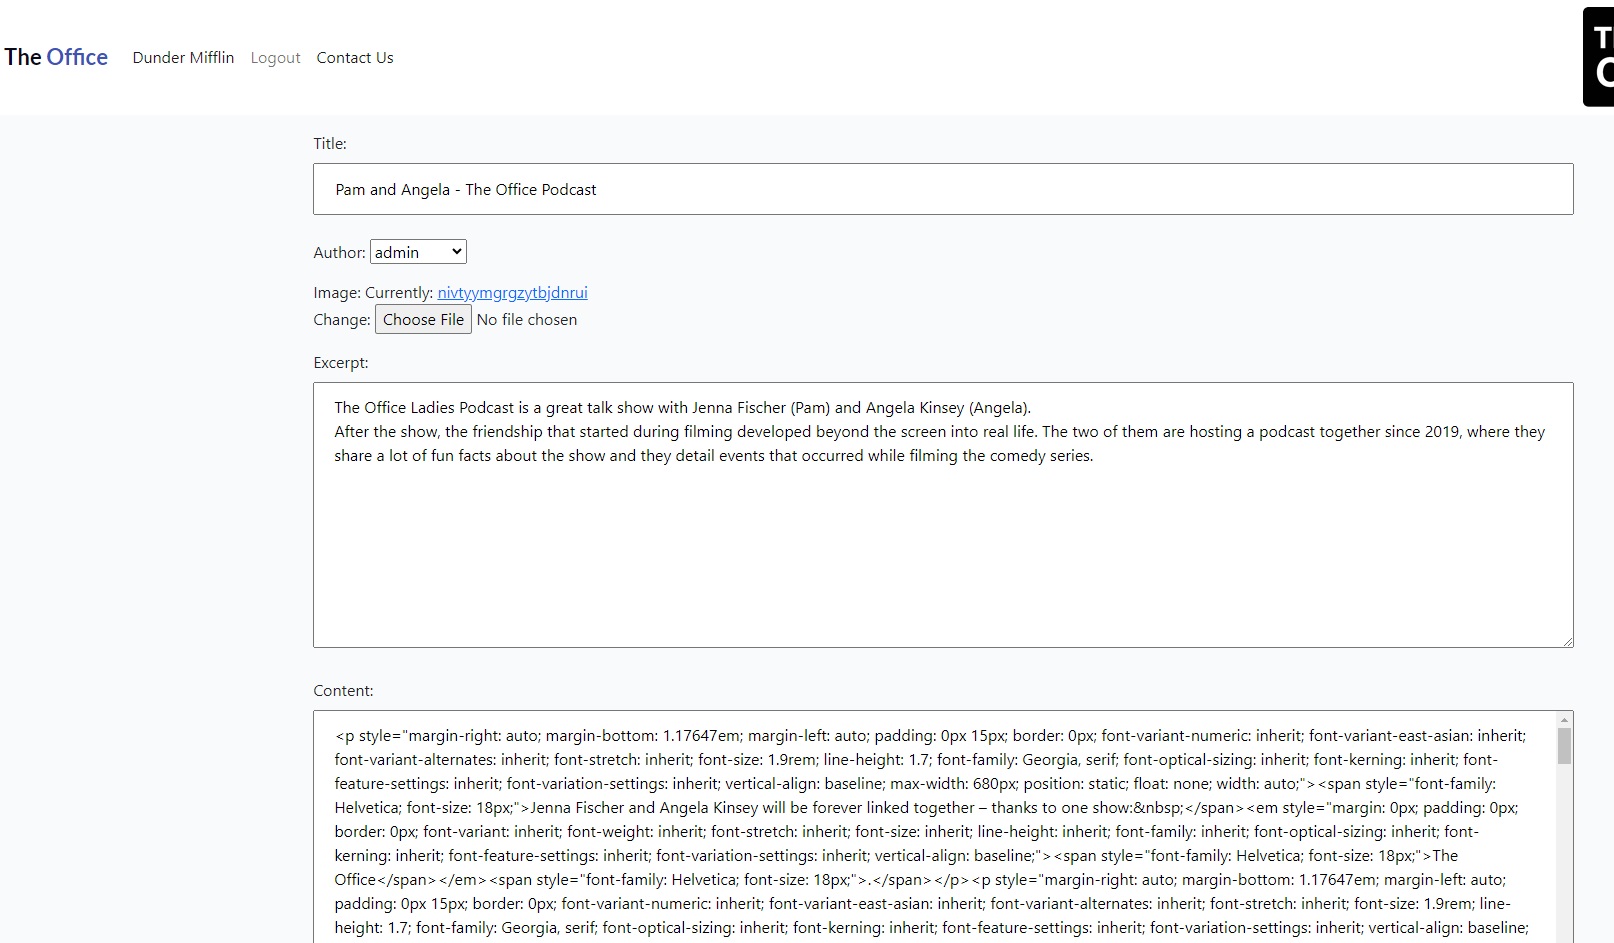 The Office Dunder Mifflin Logout Contact Us
Title:
Pam and Angela - The Office Podcast
Author: admin
Image: Currently: nivtyymgrgzytbjdnrui
Change: Choose File No file chosen
Excerpt:
The Office Ladies Podcast is a great talk show with Jenna Fischer (Pam) and Angela Kinsey (Angela).
After the show, the friendship that started during filming developed beyond the screen into real life. The two of them are hosting a podcast together since 2019, where they
share a lot of fun facts about the show and they detail events that occurred while filming the comedy series.
Content:
<p style="margin-right: auto; margin-bottom: 1.17647em; margin-left: auto; padding: 0px 15px; border: 0px; font-variant-numeric: inherit; font-variant-east-asian: inherit;
font-variant-alternates: inherit; font-stretch: inherit; font-size: 1.9rem; line-height: 1.7; font-family: Georgia, serif; font-optical-sizing: inherit; font-kerning: inherit; font-
feature-settings: inherit; font-variation-settings: inherit; vertical-align: baseline; max-width: 680px; position: static; float: none; width: auto;"><span style="font-family:
Helvetica; font-size: 18px;">Jenna Fischer and Angela Kinsey will be forever linked together – thanks to one show:&nbsp;</span><em style="margin: 0px; padding: 0px;
border: 0px; font-variant: inherit; font-weight: inherit; font-stretch: inherit; font-size: inherit; line-height: inherit; font-family: inherit; font-optical-sizing: inherit; font-
kerning: inherit; font-feature-settings: inherit; font-variation-settings: inherit; vertical-align: baseline;"><span style="font-family: Helvetica; font-size: 18px;">The
Office</span></em><span style="font-family: Helvetica; font-size: 18px;">.</span></p><p style="margin-right: auto; margin-bottom: 1.17647em; margin-left: auto;
padding: 0px 15px; border: 0px; font-variant-numeric: inherit; font-variant-east-asian: inherit; font-variant-alternates: inherit; font-stretch: inherit; font-size: 1.9rem; line-
height: 1.7; font-family: Georgia, serif; font-optical-sizing: inherit; font-kerning: inherit; font-feature-settings: inherit; font-variation-settings: inherit; vertical-align: baseline;